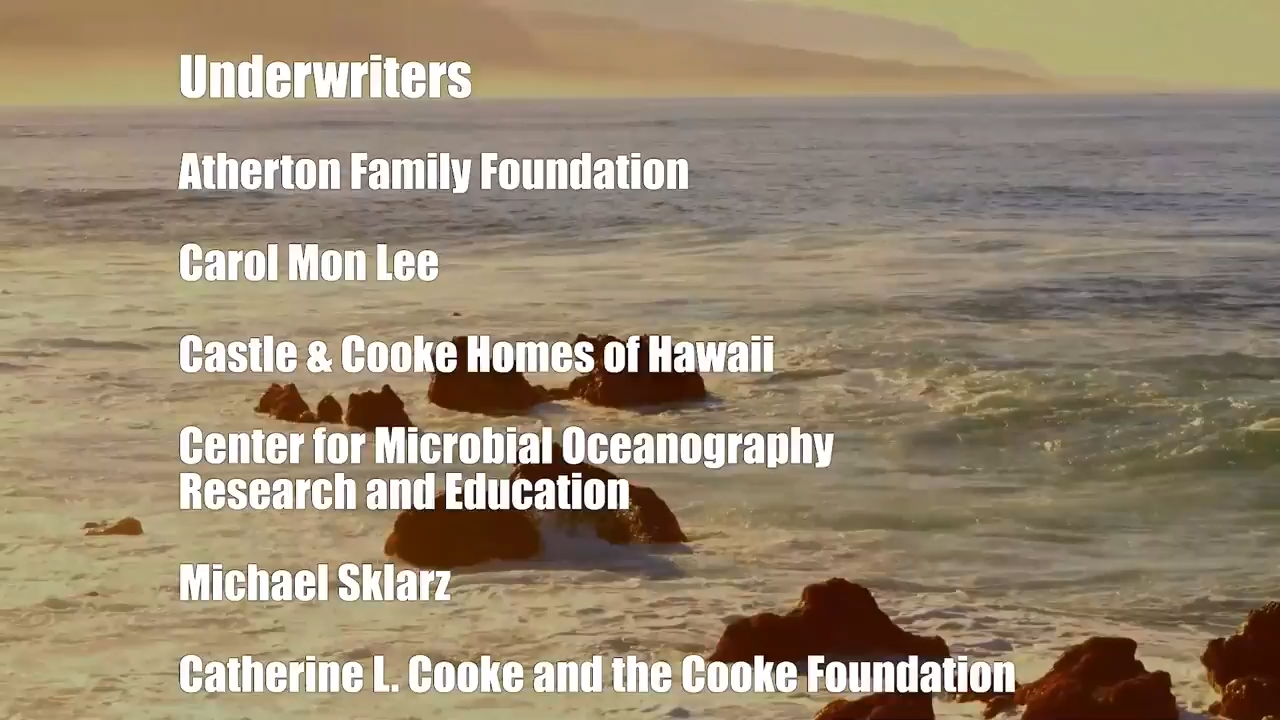 Underwriters
Atherton Family Foundation
Carol Mon Lee
Castle & Cooke Homes of Hawaii
Center for Microbial Oceanography
Research and Education
Michael Sklarz
Catherine L. Cooke and the Cooke Foundation